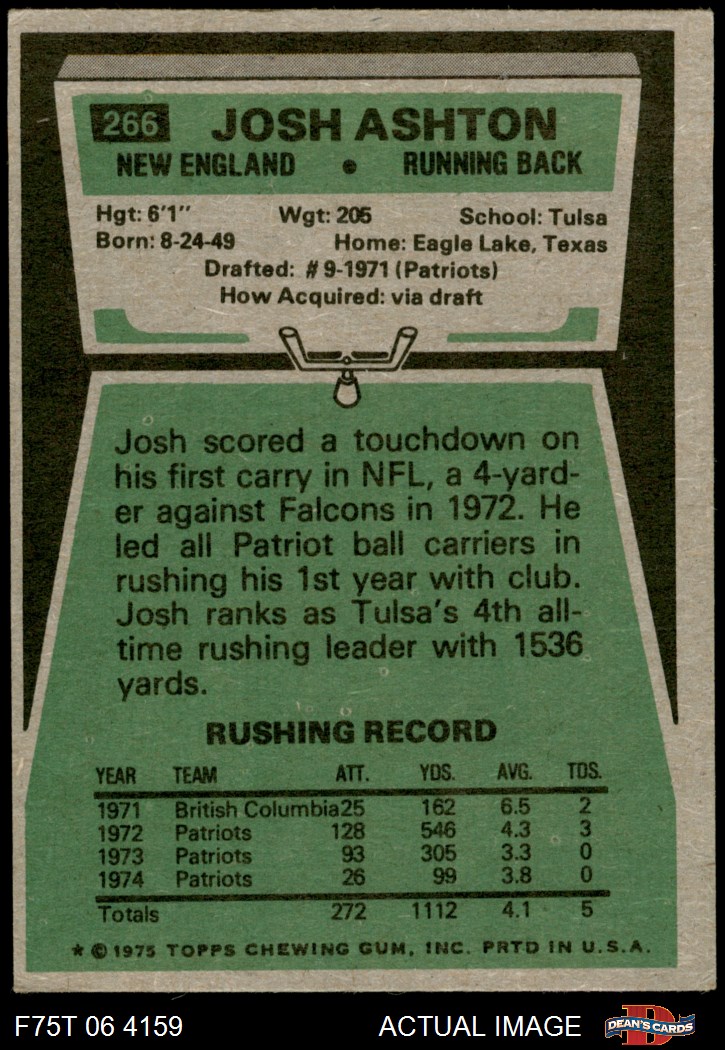 266 JOSH ASHTON
NEW ENGLAND • RUNNING BACK
Hgt: 6'1" Wgt: 205 School: Tulsa
Born: 8-24-49 Home: Eagle Lake, Texas
Drafted: #9-1971 (Patriots)
How Acquired: via draft
Josh scored a touchdown on
his first carry in NFL, a 4-yard-
er against Falcons in 1972. He
led all Patriot ball carriers in
rushing his 1st year with club.
Josh ranks as Tulsa's 4th all-
time rushing leader with 1536
yards.
RUSHING RECORD
YEAR TEAM ATT. YDS. AVG. TDS.
1971 British Columbia 25 162 6.5 2
1972 Patriots 128 546 4.3 3
1973 Patriots 93 305 3.3 0
1974 Patriots 26 99 3.8 0
Totals 272 1112 4.1 5
* © 1975 TOPPS CHEWING GUM, INC. PRTD IN U.S.A.
F75T 06 4159 ACTUAL IMAGE D DEAN'S CARDS